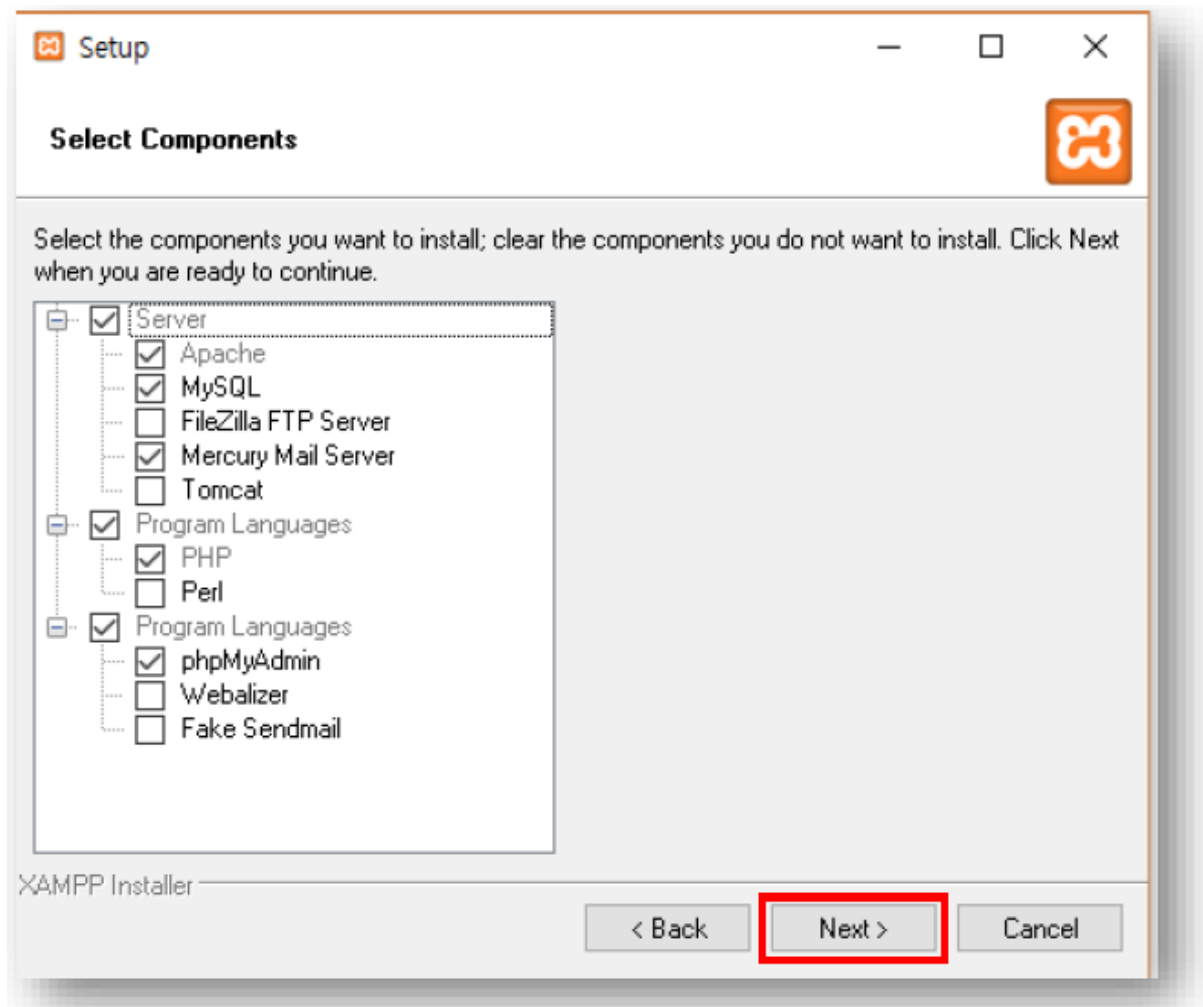 Setup
Select Components
Select the components you want to install; clear the components you do not want to install. Click Next
when you are ready to continue.
Server
Apache
MySQL
FileZilla FTP Server
Mercury Mail Server
Tomcat
Program Languages
PHP
Perl
Program Languages
phpMyAdmin
Webalizer
Fake Sendmail
XAMPP Installer
< Back
Next >
Cancel